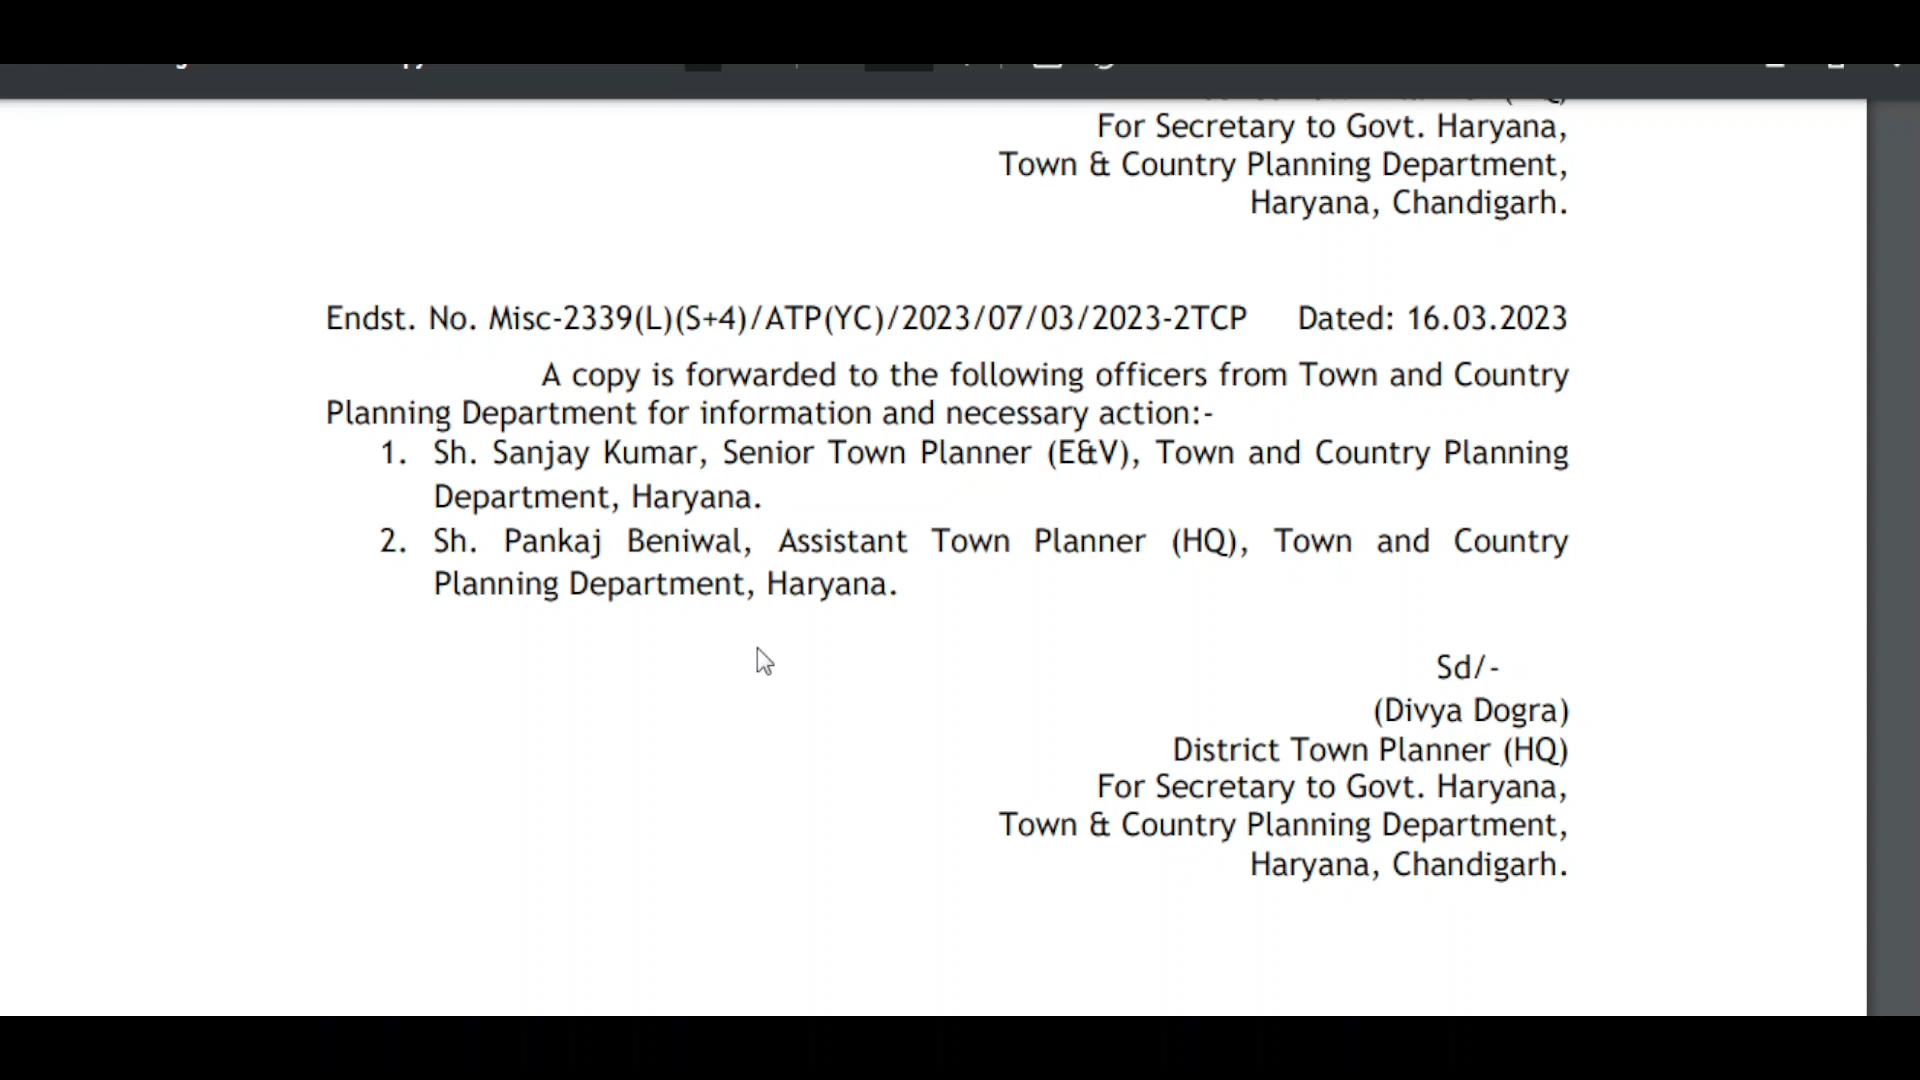 For Secretary to Govt. Haryana,
Town & Country Planning Department,
Haryana, Chandigarh.
Endst. No. Misc-2339(L)(S+4)/ATP(YC)/2023/07/03/2023-2TCP Dated: 16.03.2023
A copy is forwarded to the following officers from Town and Country
Planning Department for information and necessary action:-
1. Sh. Sanjay Kumar, Senior Town Planner (E&V), Town and Country Planning
Department, Haryana.
2. Sh. Pankaj Beniwal, Assistant Town Planner (HQ), Town and Country
Planning Department, Haryana.
Sd/-
(Divya Dogra)
District Town Planner (HQ)
For Secretary to Govt. Haryana,
Town & Country Planning Department,
Haryana, Chandigarh.